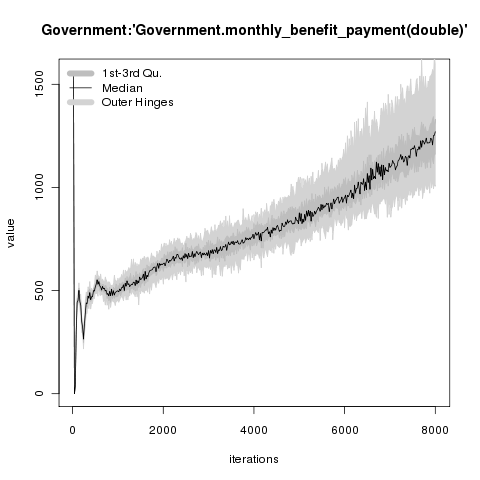 Government:'Government.monthly_benefit_payment(double)'
1st-3rd Qu.
Median
Outer Hinges
value
0
500
1000
1500
0 2000 4000 6000 8000
iterations